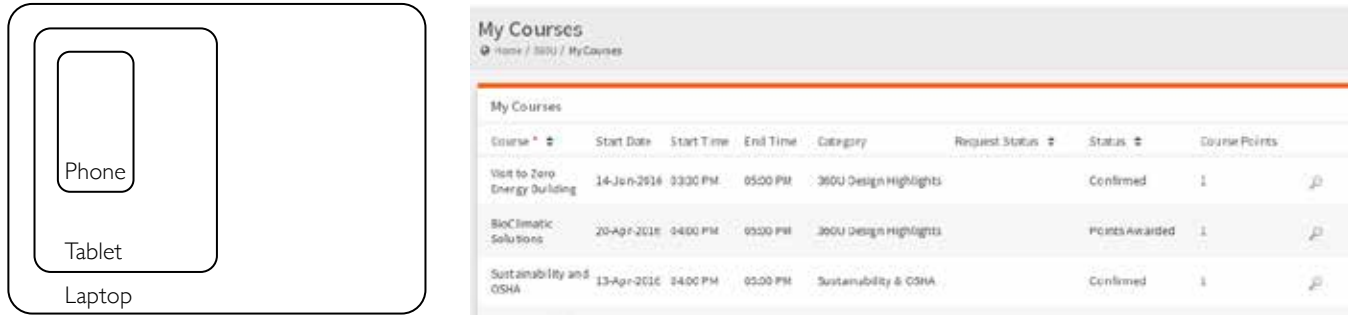 Phone
Tablet
Laptop
My Courses
Home / 360U / My Courses
My Courses
Course * Start Date Start Time End Time Category Request Status Status Course Points
Visit to Zero
Energy Building
14-Jun-2016 03:30 PM 05:00 PM 360U Design Highlights Confirmed 1
BioClimatic
Solutions
20-Apr-2016 04:00 PM 05:00 PM 360U Design Highlights Points Awarded 1
Sustainability and
OSHA
13-Apr-2016 04:00 PM 05:00 PM Sustainability & OSHA Confirmed 1